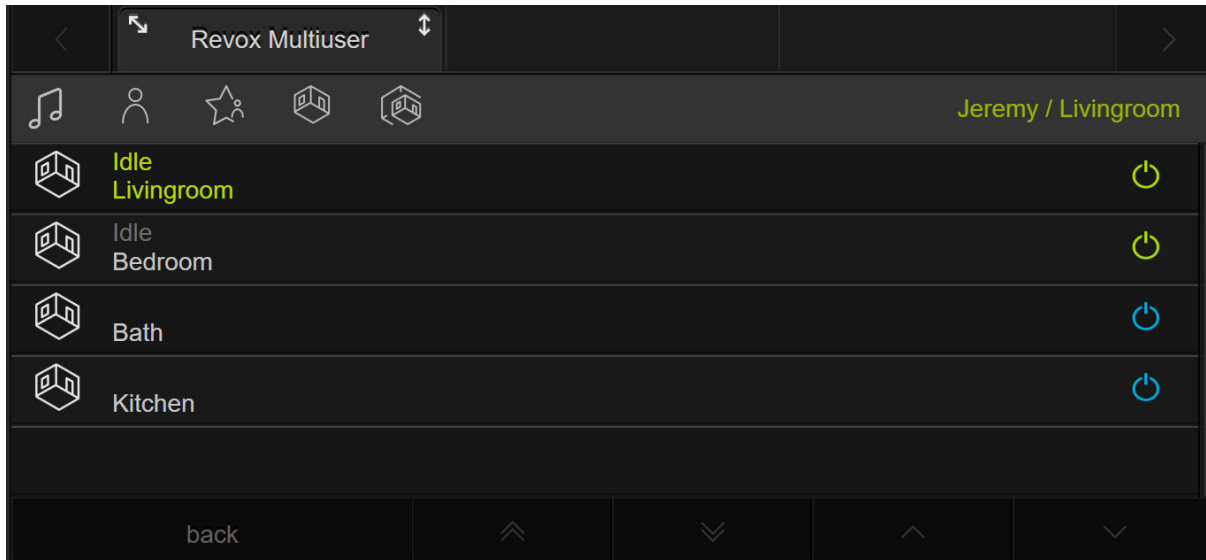 Revox Multiuser
Jeremy / Livingroom
Idle
Livingroom
Idle
Bedroom
Bath
Kitchen
back